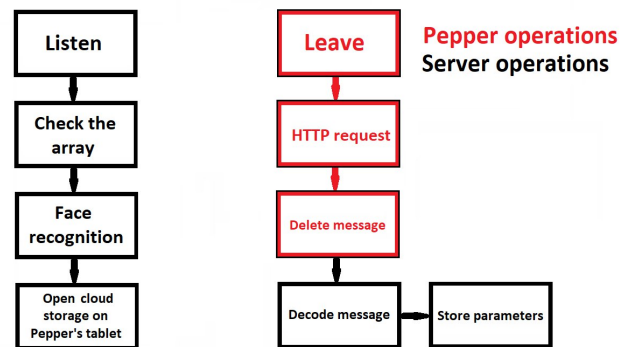 Listen
Check the
array
Face
recognition
Open cloud
storage on
Pepper's tablet
Leave
HTTP request
Delete message
Decode message
Store parameters
Pepper operations
Server operations